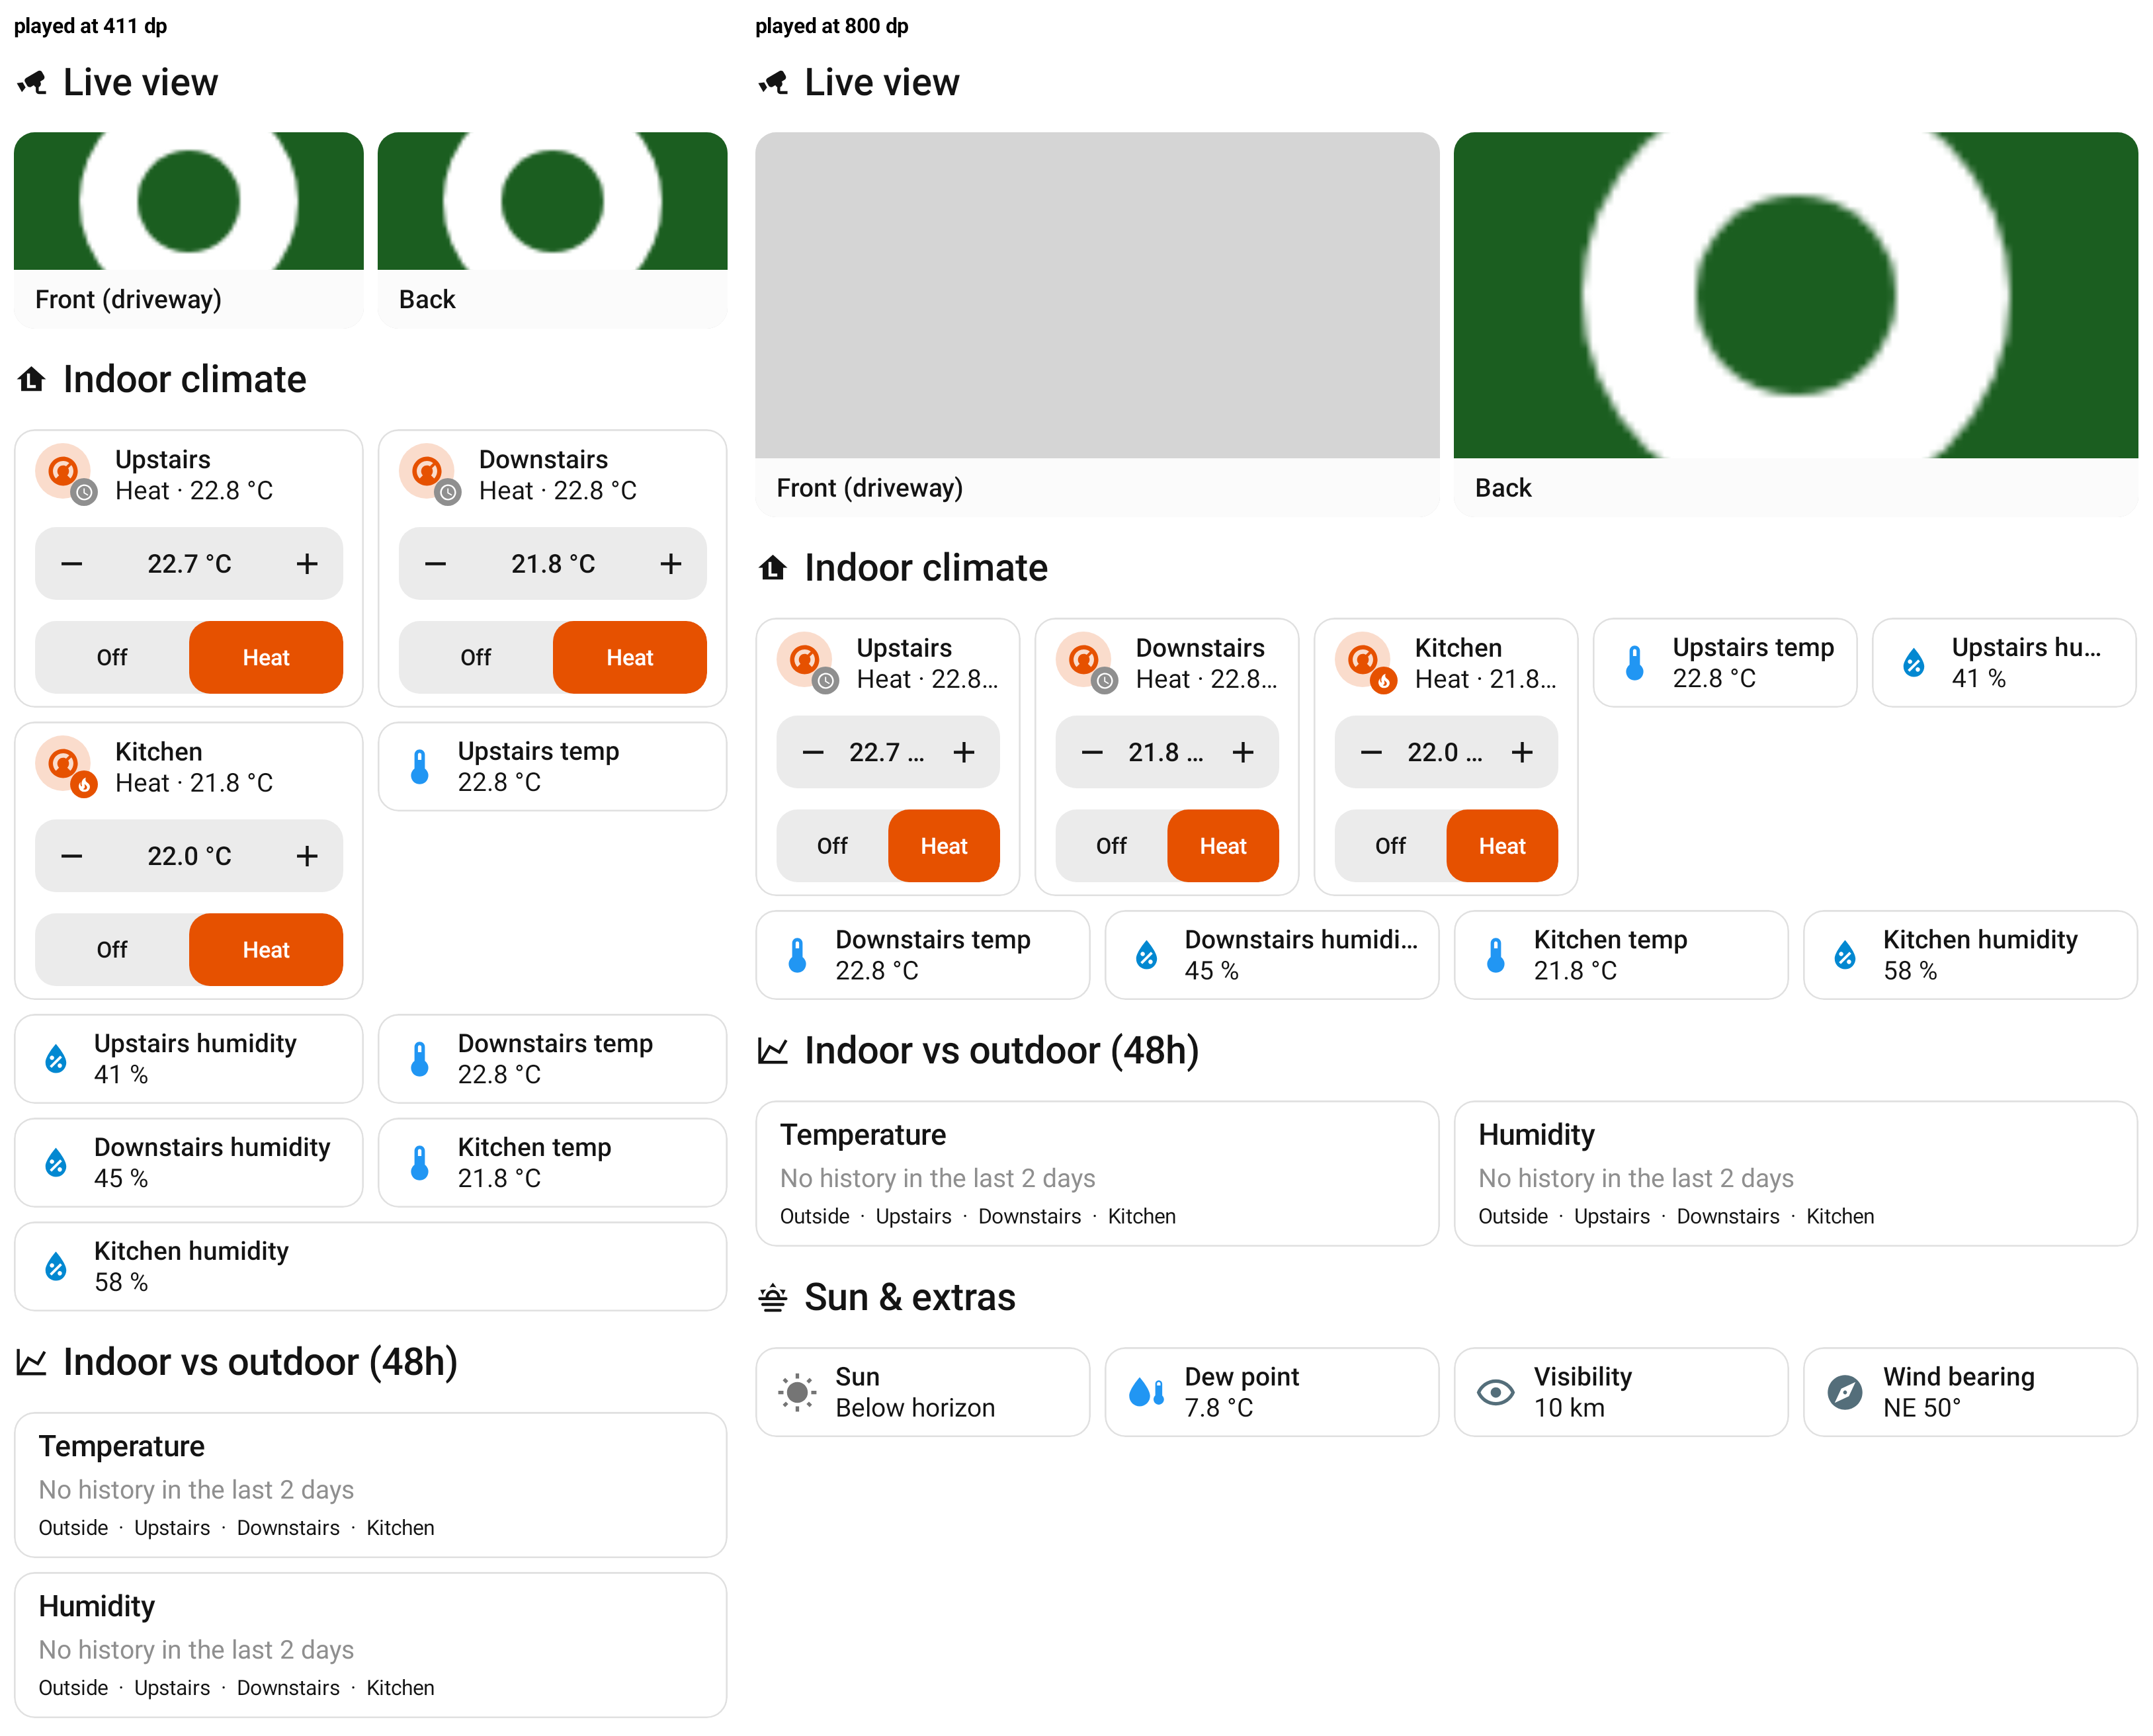 played at 411 dp
Live view
Front (driveway)
Back
Indoor climate
Upstairs
Heat · 22.8 °C
− 22.7 °C +
Off Heat
Downstairs
Heat · 22.8 °C
− 21.8 °C +
Off Heat
Kitchen
Heat · 21.8 °C
− 22.0 °C +
Off Heat
Upstairs temp
22.8 °C
Upstairs humidity
41 %
Downstairs temp
22.8 °C
Downstairs humidity
45 %
Kitchen temp
21.8 °C
Kitchen humidity
58 %
Indoor vs outdoor (48h)
Temperature
No history in the last 2 days
Outside · Upstairs · Downstairs · Kitchen
Humidity
No history in the last 2 days
Outside · Upstairs · Downstairs · Kitchen
played at 800 dp
Live view
Front (driveway)
Back
Indoor climate
Upstairs
Heat · 22.8...
− 22.7 ... +
Off Heat
Downstairs
Heat · 22.8...
− 21.8 ... +
Off Heat
Kitchen
Heat · 21.8...
− 22.0 ... +
Off Heat
Upstairs temp
22.8 °C
Upstairs hu...
41 %
Downstairs temp
22.8 °C
Downstairs humidi...
45 %
Kitchen temp
21.8 °C
Kitchen humidity
58 %
Indoor vs outdoor (48h)
Temperature
No history in the last 2 days
Outside · Upstairs · Downstairs · Kitchen
Humidity
No history in the last 2 days
Outside · Upstairs · Downstairs · Kitchen
Sun & extras
Sun
Below horizon
Dew point
7.8 °C
Visibility
10 km
Wind bearing
NE 50°